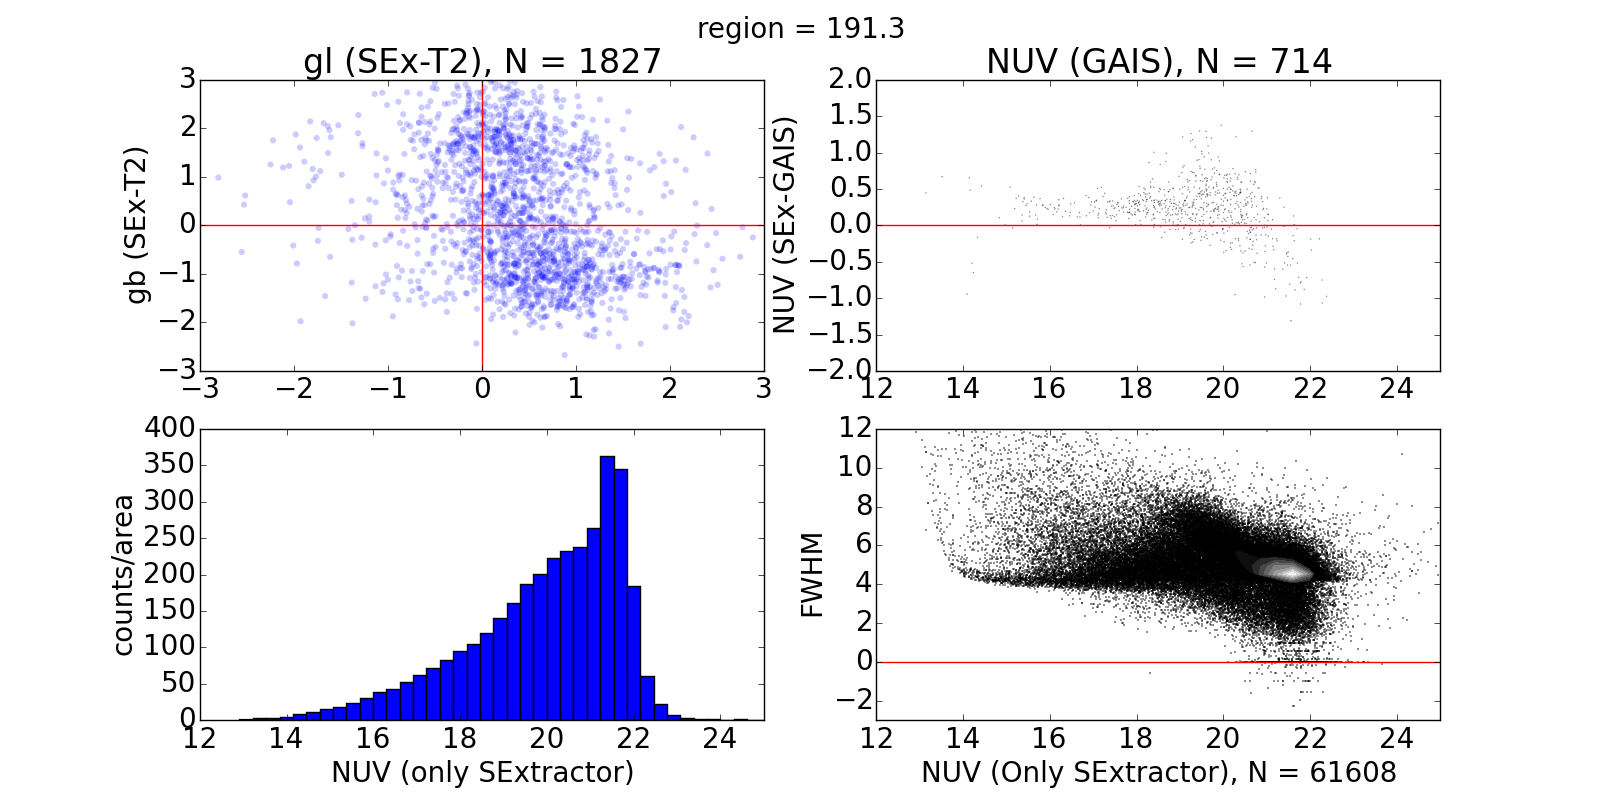 region = 191.3
gl (SEx-T2), N = 1827
NUV (GAIS), N = 714
gb (SEx-T2)
3
2
1
0
−1
−2
−3
−3 −2 −1 0 1 2 3
NUV (SEx-GAIS)
2.0
1.5
1.0
0.5
0.0
−0.5
−1.0
−1.5
−2.0
12 14 16 18 20 22 24
counts/area
400
350
300
250
200
150
100
50
0
12 14 16 18 20 22 24
NUV (only SExtractor)
FWHM
12
10
8
6
4
2
0
−2
12 14 16 18 20 22 24
NUV (Only SExtractor), N = 61608